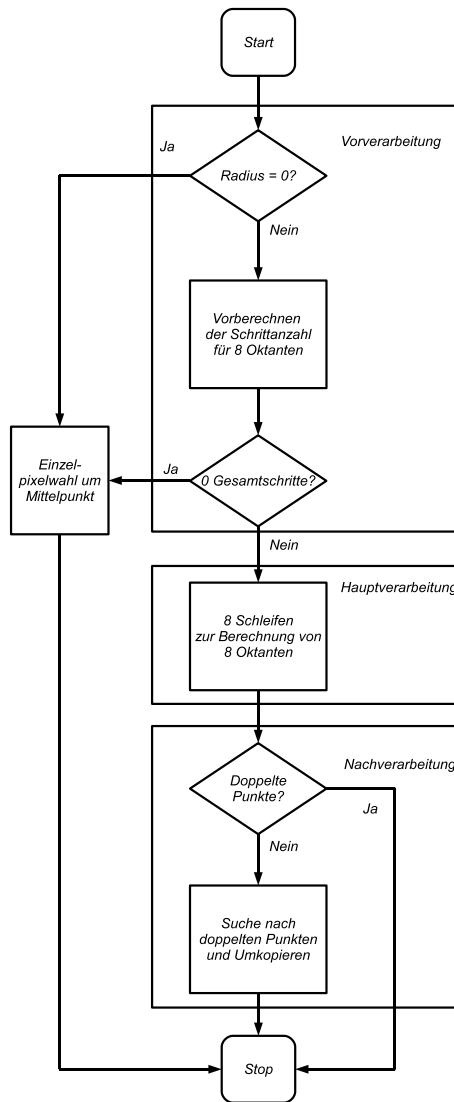 Start
Vorverarbeitung
Ja
Radius = 0?
Nein
Vorberechnen
der Schrittanzahl
für 8 Oktanten
Einzel-
pixelwahl um
Mittelpunkt
Ja
0 Gesamtschritte?
Nein
Hauptverarbeitung
8 Schleifen
zur Berechnung von
8 Oktanten
Nachverarbeitung
Doppelte
Punkte?
Ja
Nein
Suche nach
doppelten Punkten
und Umkopieren
Stop